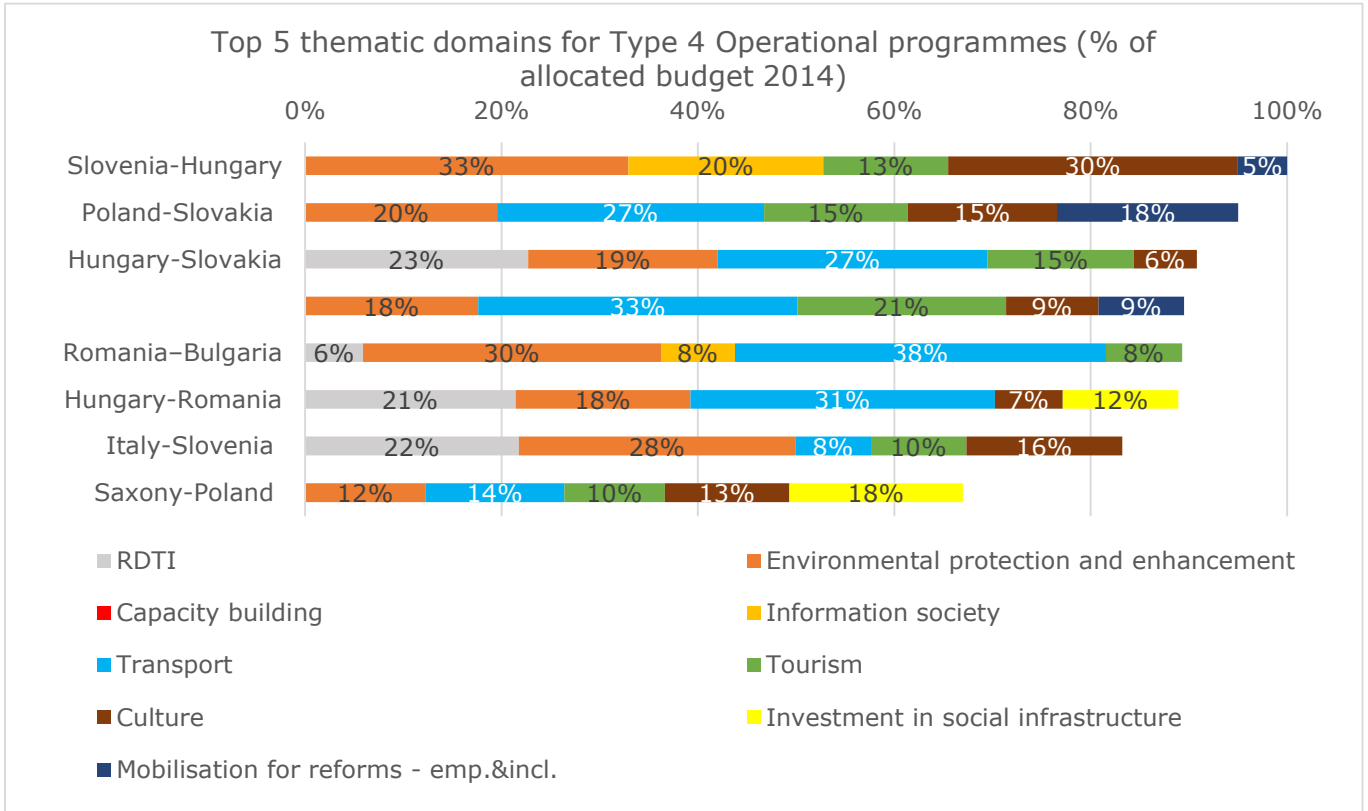 Top 5 thematic domains for Type 4 Operational programmes (% of
allocated budget 2014)
0% 20% 40% 60% 80% 100%
Slovenia-Hungary 33% 20% 13% 30% 5%
Poland-Slovakia 20% 27% 15% 15% 18%
Hungary-Slovakia 23% 19% 27% 15% 6%
18% 33% 21% 9% 9%
Romania–Bulgaria 6% 30% 8% 38% 8%
Hungary-Romania 21% 18% 31% 7% 12%
Italy-Slovenia 22% 28% 8% 10% 16%
Saxony-Poland 12% 14% 10% 13% 18%
RDTI Environmental protection and enhancement
Capacity building Information society
Transport Tourism
Culture Investment in social infrastructure
Mobilisation for reforms - emp.&incl.